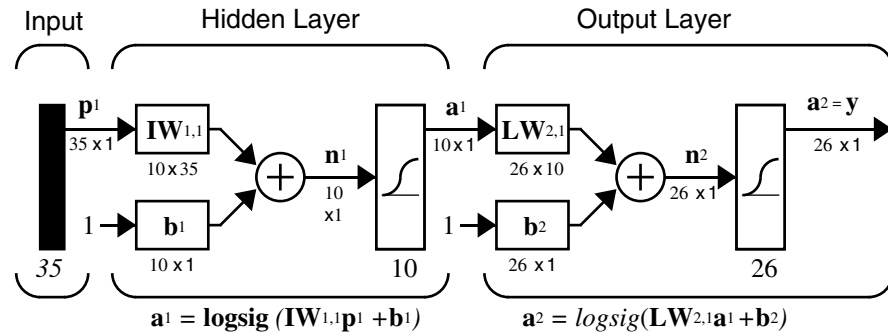 Input Hidden Layer Output Layer
p1 a1 a2 = y
IW1,1 LW2,1
35 x 1 10 x 1 26 x 1
n1 n2
10 x 35 26 x 10
10 x1 26 x 1
1 b1 1 b2
10 x 1 26 x 1
35 10 26
a1 = logsig (IW1,1p1 +b1) a2 = logsig(LW2,1a1 +b2)